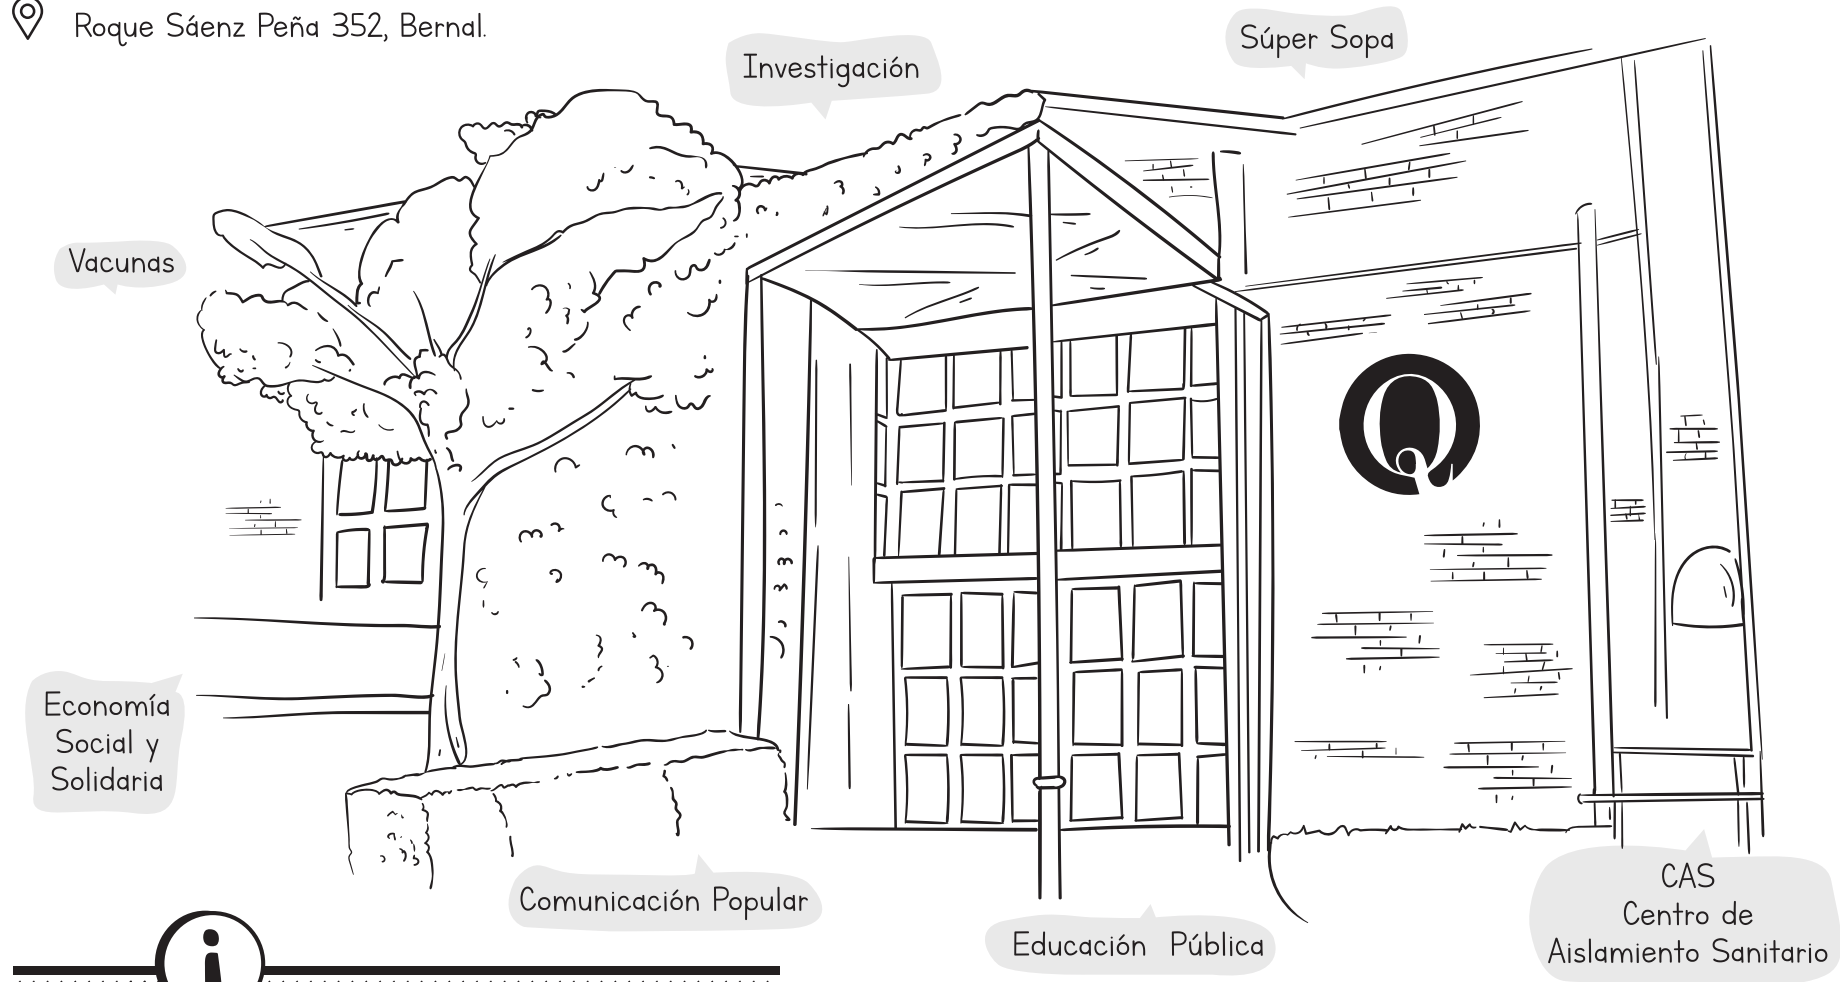 Roque Sáenz Peña 352, Bernal.
Súper Sopa
Investigación
Vacunas
Q
Economía
Social y
Solidaria
Comunicación Popular
Educación Pública
CAS
Centro de
Aislamiento Sanitario
i